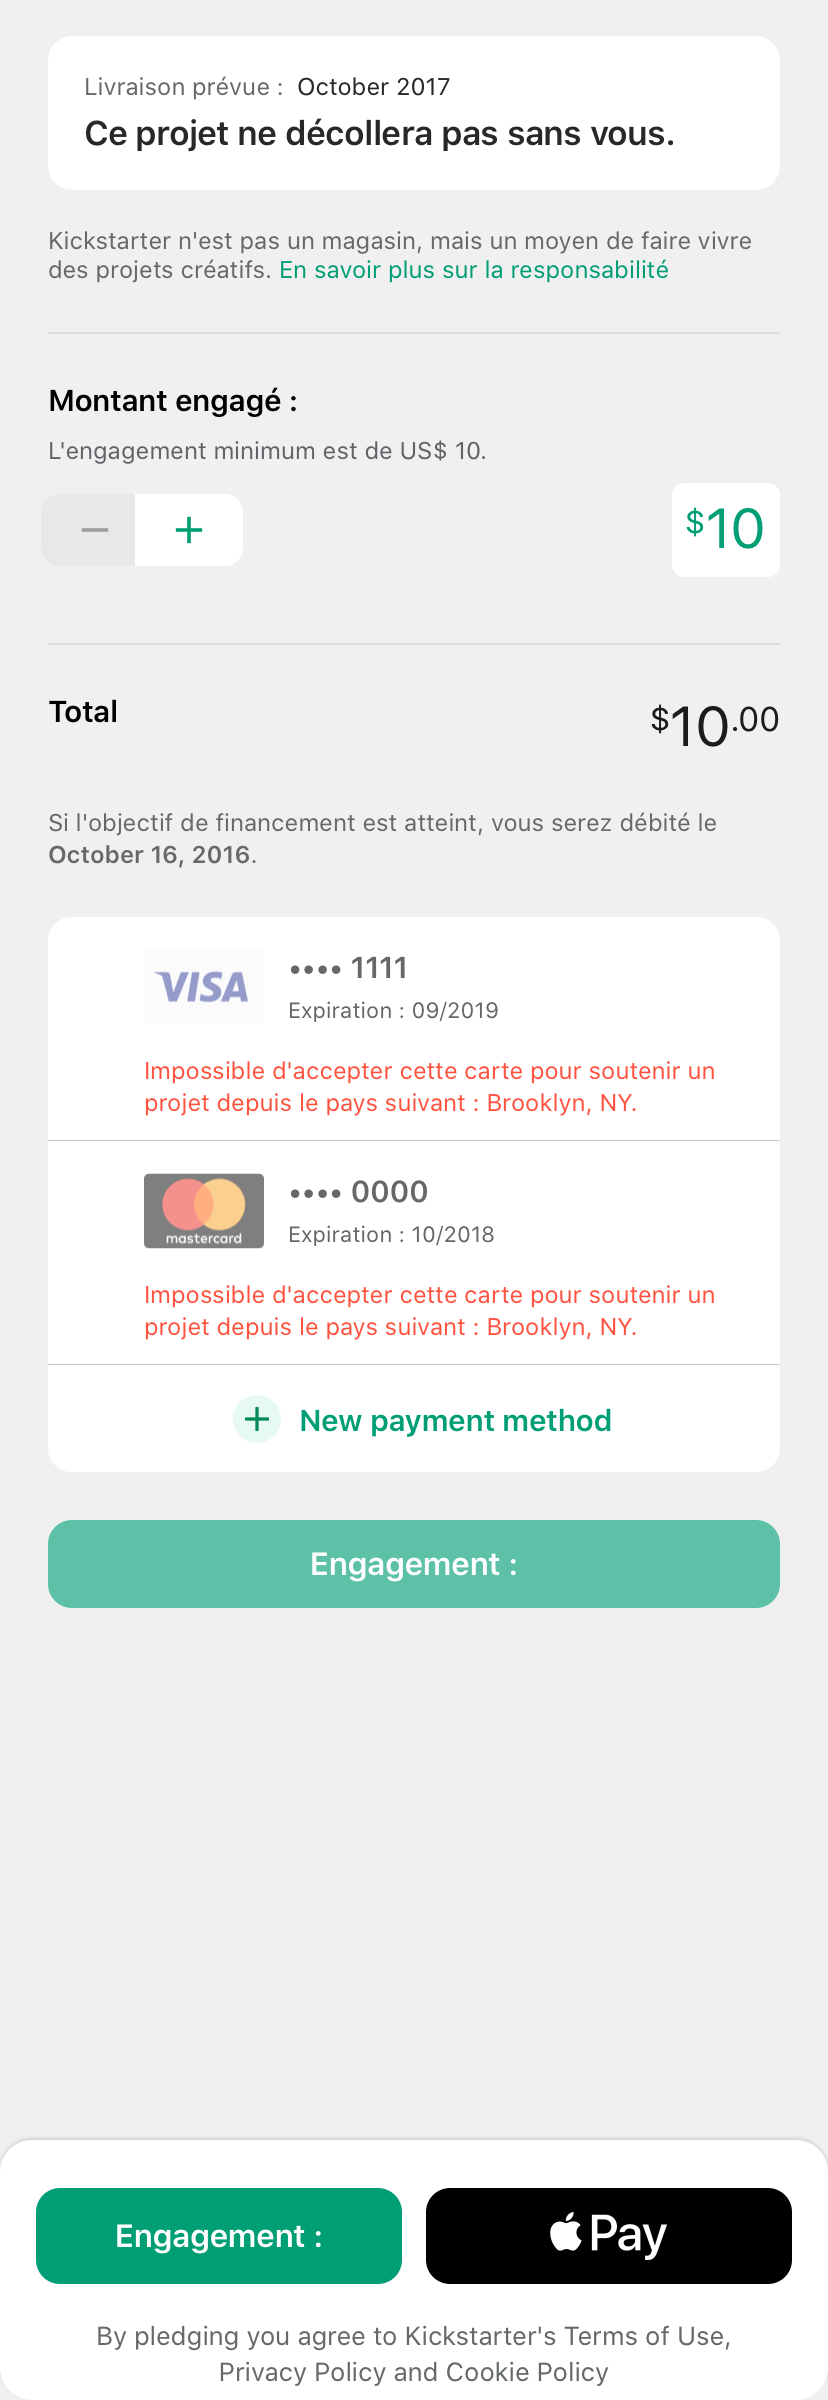 Livraison prévue : October 2017
Ce projet ne décollera pas sans vous.
Kickstarter n'est pas un magasin, mais un moyen de faire vivre
des projets créatifs. En savoir plus sur la responsabilité
Montant engagé :
L'engagement minimum est de US$ 10.
− + $10
Total $10.00
Si l'objectif de financement est atteint, vous serez débité le
October 16, 2016.
VISA •••• 1111
Expiration : 09/2019
Impossible d'accepter cette carte pour soutenir un
projet depuis le pays suivant : Brooklyn, NY.
•••• 0000
mastercard Expiration : 10/2018
Impossible d'accepter cette carte pour soutenir un
projet depuis le pays suivant : Brooklyn, NY.
+ New payment method
Engagement :
Engagement : Pay
By pledging you agree to Kickstarter's Terms of Use,
Privacy Policy and Cookie Policy